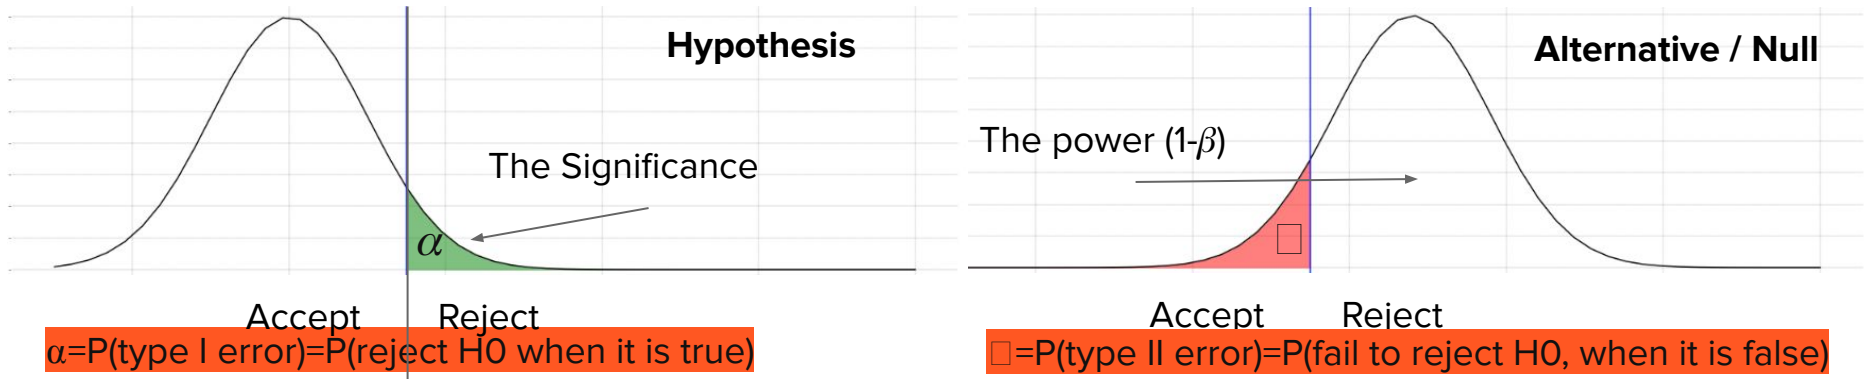 Hypothesis
The Significance
α
Accept Reject
α=P(type I error)=P(reject H0 when it is true)
Alternative / Null
The power (1-β)
□
Accept Reject
□=P(type II error)=P(fail to reject H0, when it is false)